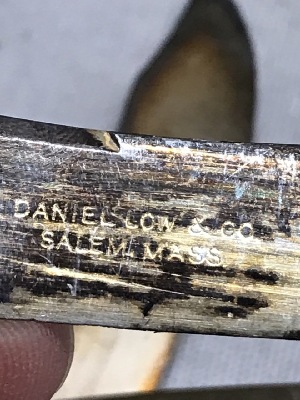 DANIEL LOW & CO.
SALEM. MASS.